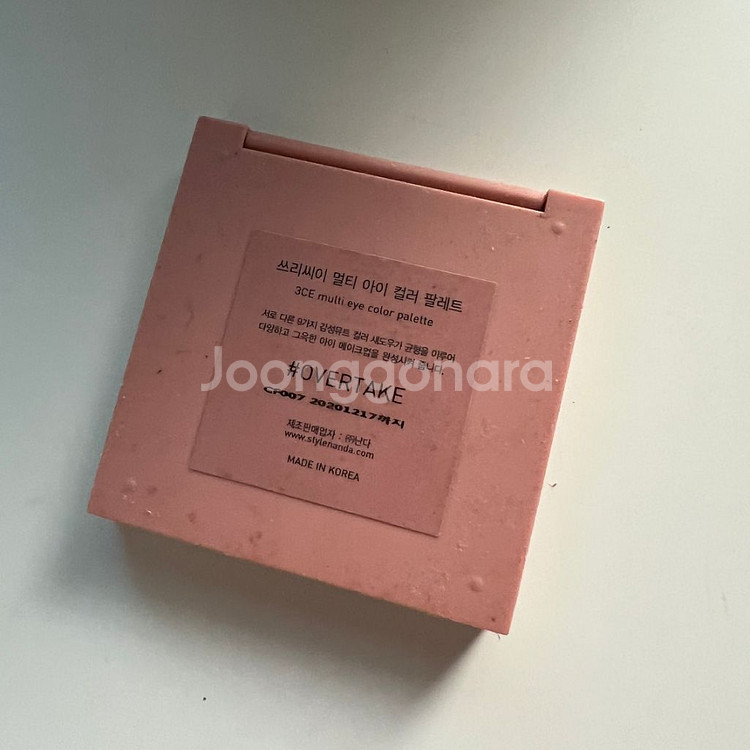 쓰리씨이 멀티 아이 컬러 팔레트
3CE multi eye color palette
서로 다른 9가지 감성뮤트 컬러 섀도우가 균형을 이루어
다양하고 그윽한 아이 메이크업을 완성시켜 줍니다.
#OVERTAKE
Joonggonara
CF007 20201217까지
제조판매업자 : ㈜난다
www.stylenanda.com
MADE IN KOREA